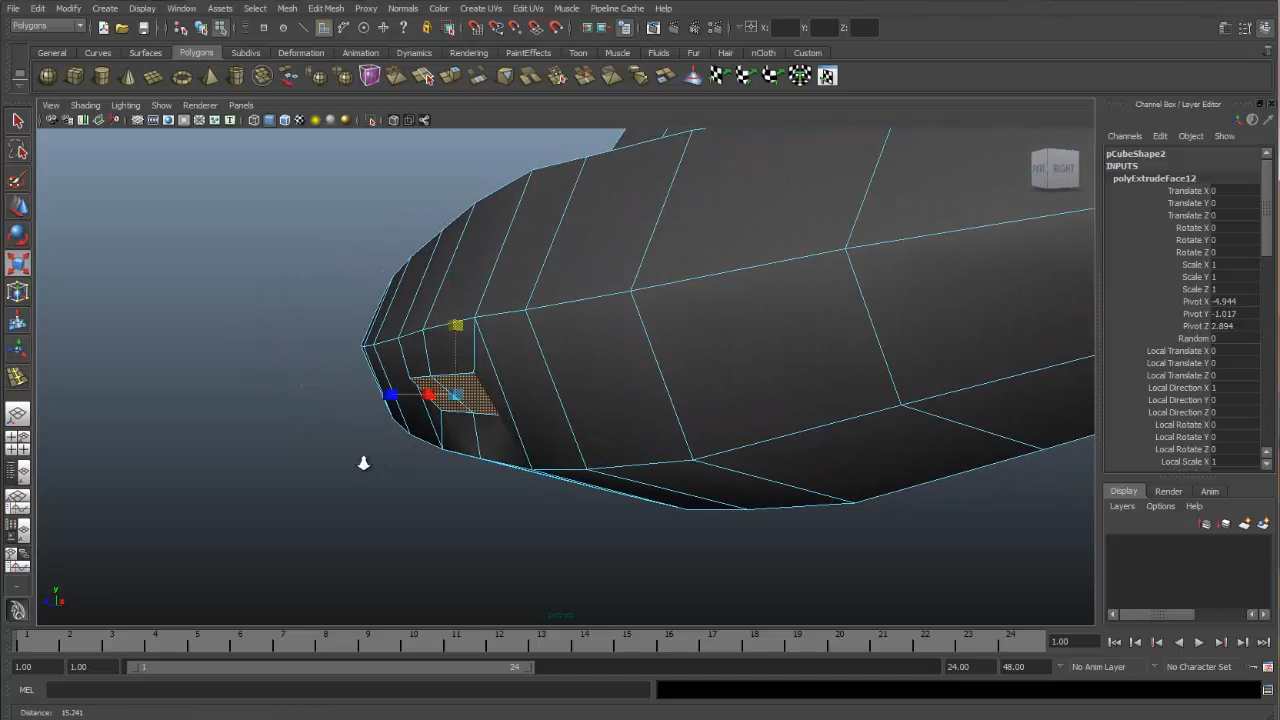 File Edit Modify Create Display Window Assets Select Mesh Edit Mesh Proxy Normals Color Create UVs Edit UVs Muscle Pipeline Cache Help
Polygons X: Y: Z:
General Curves Surfaces Polygons Subdivs Deformation Animation Dynamics Rendering PaintEffects Toon Muscle Fluids Fur Hair nCloth Custom
View Shading Lighting Show Renderer Panels
Channel Box / Layer Editor
Channels Edit Object Show
pCubeShape2
INPUTS
polyExtrudeFace12
Translate X 0
Translate Y 0
Translate Z 0
Rotate X 0
Rotate Y 0
Rotate Z 0
Scale X 1
Scale Y 1
Scale Z 1
Pivot X -4.944
Pivot Y -1.017
Pivot Z 2.894
Random 0
Local Translate X 0
Local Translate Y 0
Local Translate Z 0
Local Direction X 1
Local Direction Y 0
Local Direction Z 0
Local Rotate X 0
Local Rotate Y 0
Local Rotate Z 0
Local Scale X 1
RIGHT
Display Render Anim
Layers Options Help
y
x
persp
1 2 3 4 5 6 7 8 9 10 11 12 13 14 15 16 17 18 19 20 21 22 23 24 1.00
1.00 1.00 1 24 24.00 48.00 No Anim Layer No Character Set
MEL
Distance: 15.241